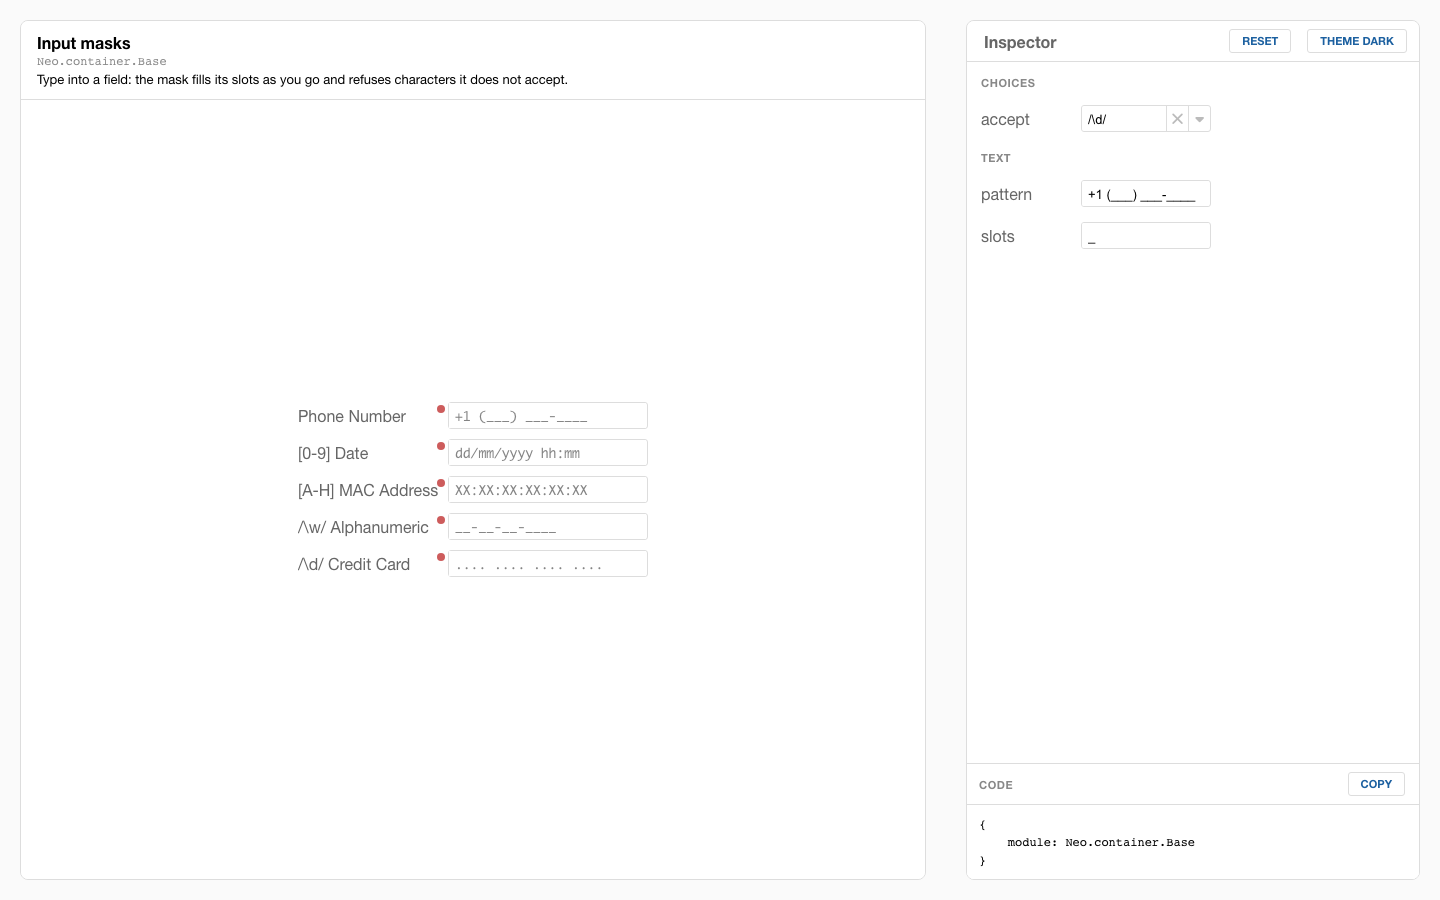 Input masks
Neo.container.Base
Type into a field: the mask fills its slots as you go and refuses characters it does not accept.
Phone Number
+1 (___) ___-____
[0-9] Date
dd/mm/yyyy hh:mm
[A-H] MAC Address
XX:XX:XX:XX:XX:XX
/\w/ Alphanumeric
__-__-__-____
/\d/ Credit Card
.... .... .... ....
Inspector
RESET
THEME DARK
CHOICES
accept
/\d/
TEXT
pattern
+1 (___) ___-____
slots
_
CODE
COPY
{
module: Neo.container.Base
}